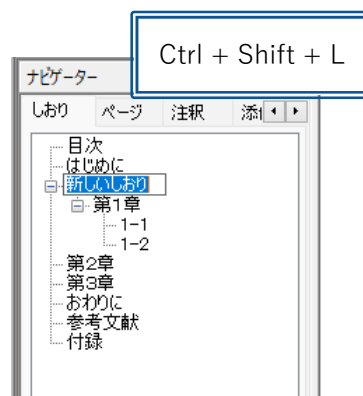 Ctrl + Shift + L
ナビゲーター
しおり ページ 注釈 添
目次
はじめに
新しいしおり
第1章
1-1
1-2
第2章
第3章
おわりに
参考文献
付録